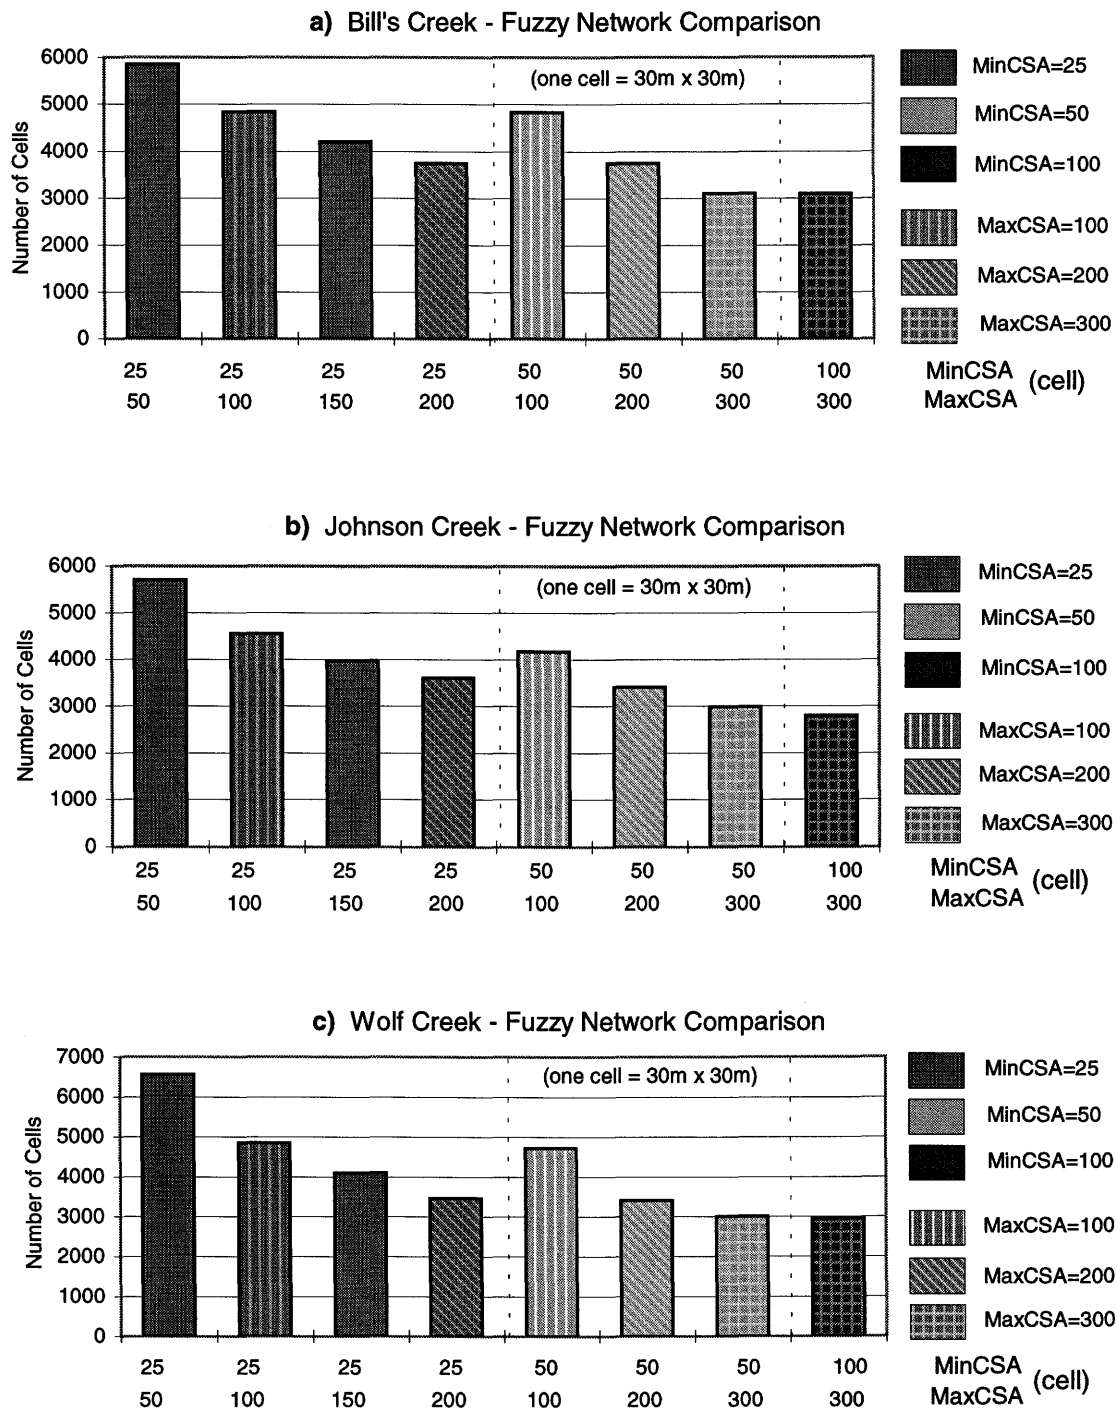 a) Bill's Creek - Fuzzy Network Comparison
Number of Cells
6000
5000
4000
3000
2000
1000
0
(one cell = 30m x 30m)
25 25 25 25 50 50 50 100
50 100 150 200 100 200 300 300
MinCSA=25
MinCSA=50
MinCSA=100
MaxCSA=100
MaxCSA=200
MaxCSA=300
MinCSA
MaxCSA (cell)
b) Johnson Creek - Fuzzy Network Comparison
Number of Cells
6000
5000
4000
3000
2000
1000
0
(one cell = 30m x 30m)
25 25 25 25 50 50 50 100
50 100 150 200 100 200 300 300
MinCSA=25
MinCSA=50
MinCSA=100
MaxCSA=100
MaxCSA=200
MaxCSA=300
MinCSA
MaxCSA (cell)
c) Wolf Creek - Fuzzy Network Comparison
Number of Cells
7000
6000
5000
4000
3000
2000
1000
0
(one cell = 30m x 30m)
25 25 25 25 50 50 50 100
50 100 150 200 100 200 300 300
MinCSA=25
MinCSA=50
MinCSA=100
MaxCSA=100
MaxCSA=200
MaxCSA=300
MinCSA
MaxCSA (cell)